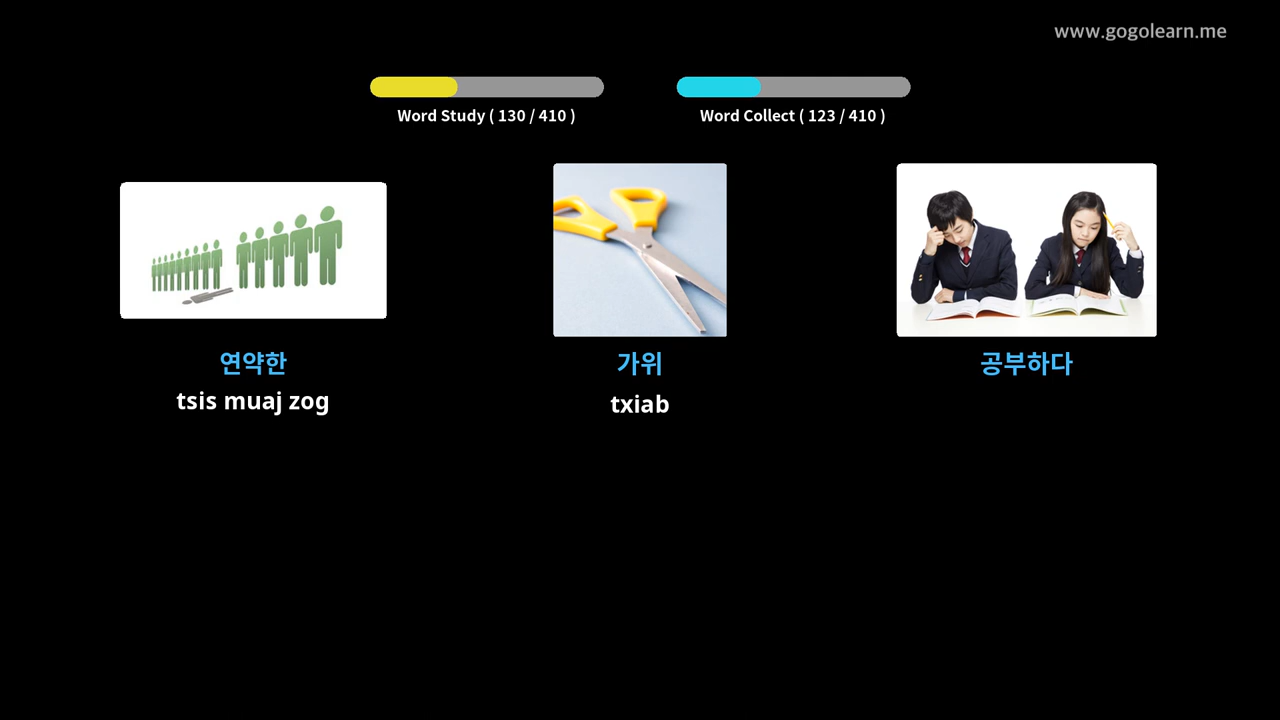 www.gogolearn.me
Word Study ( 130 / 410 )
Word Collect ( 123 / 410 )
연약한
tsis muaj zog
가위
txiab
공부하다